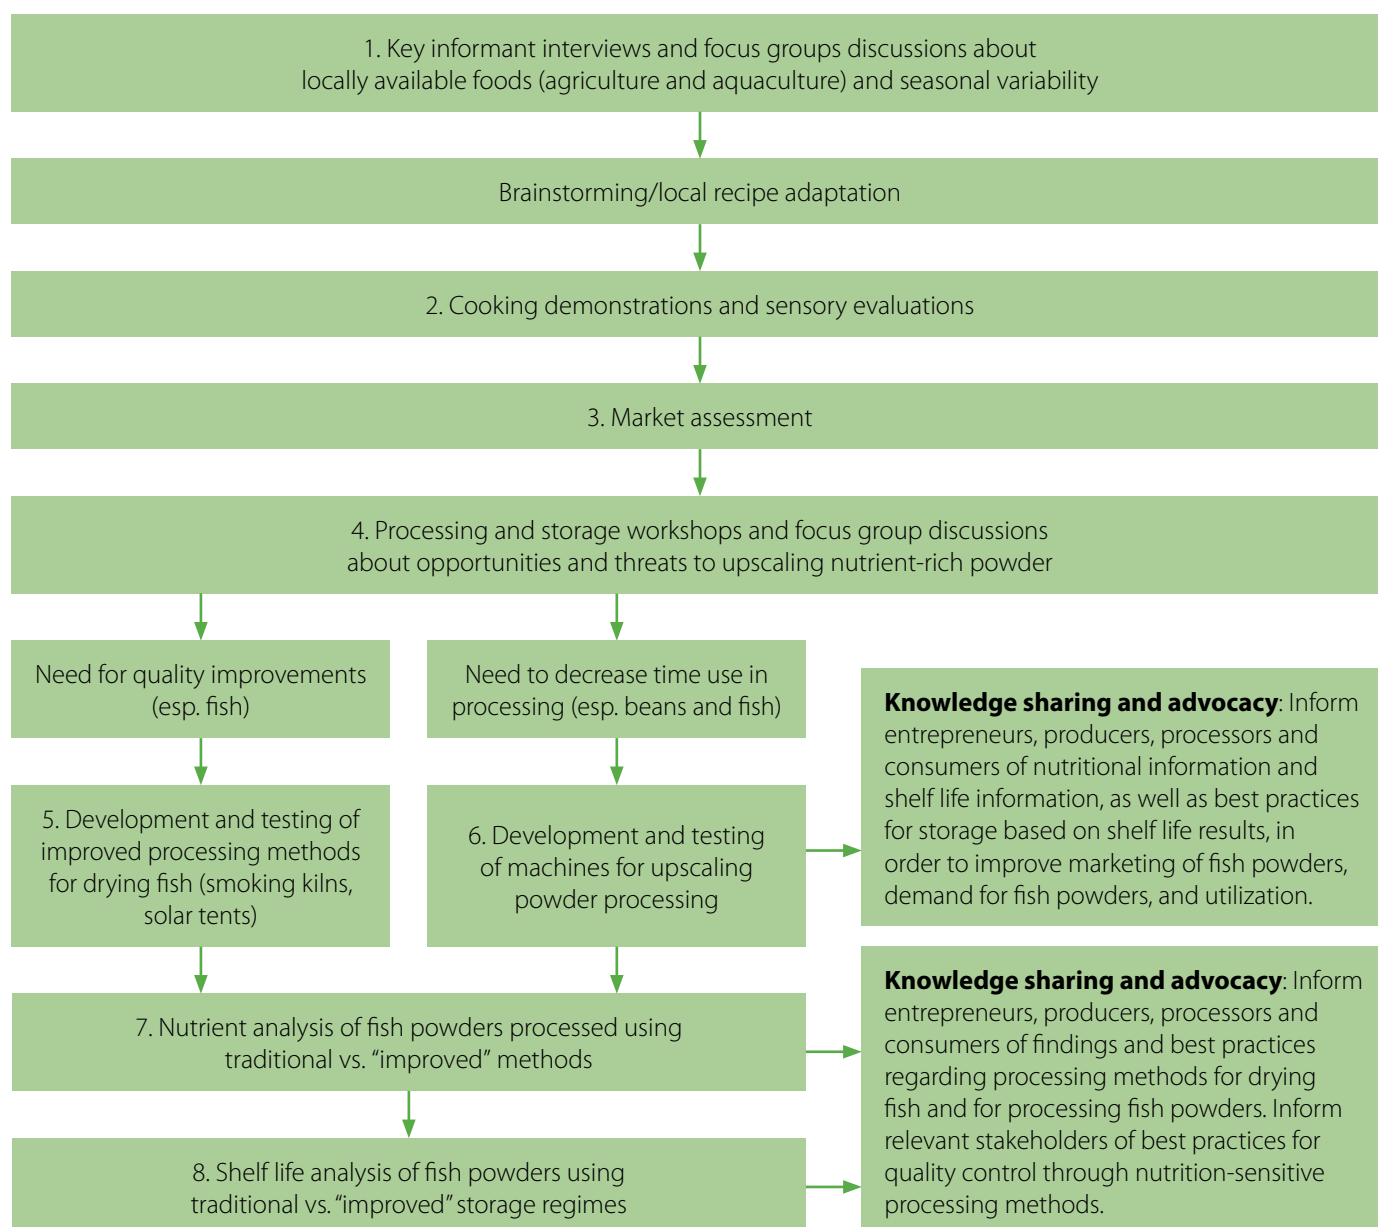 1. Key informant interviews and focus groups discussions about
locally available foods (agriculture and aquaculture) and seasonal variability
Brainstorming/local recipe adaptation
2. Cooking demonstrations and sensory evaluations
3. Market assessment
4. Processing and storage workshops and focus group discussions
about opportunities and threats to upscaling nutrient-rich powder
Need for quality improvements
(esp. fish)
Need to decrease time use in
processing (esp. beans and fish)
5. Development and testing of
improved processing methods
for drying fish (smoking kilns,
solar tents)
6. Development and testing
of machines for upscaling
powder processing
Knowledge sharing and advocacy: Inform
entrepreneurs, producers, processors and
consumers of nutritional information and
shelf life information, as well as best practices
for storage based on shelf life results, in
order to improve marketing of fish powders,
demand for fish powders, and utilization.
7. Nutrient analysis of fish powders processed using
traditional vs. “improved” methods
8. Shelf life analysis of fish powders using
traditional vs. “improved” storage regimes
Knowledge sharing and advocacy: Inform
entrepreneurs, producers, processors and
consumers of findings and best practices
regarding processing methods for drying
fish and for processing fish powders. Inform
relevant stakeholders of best practices for
quality control through nutrition-sensitive
processing methods.